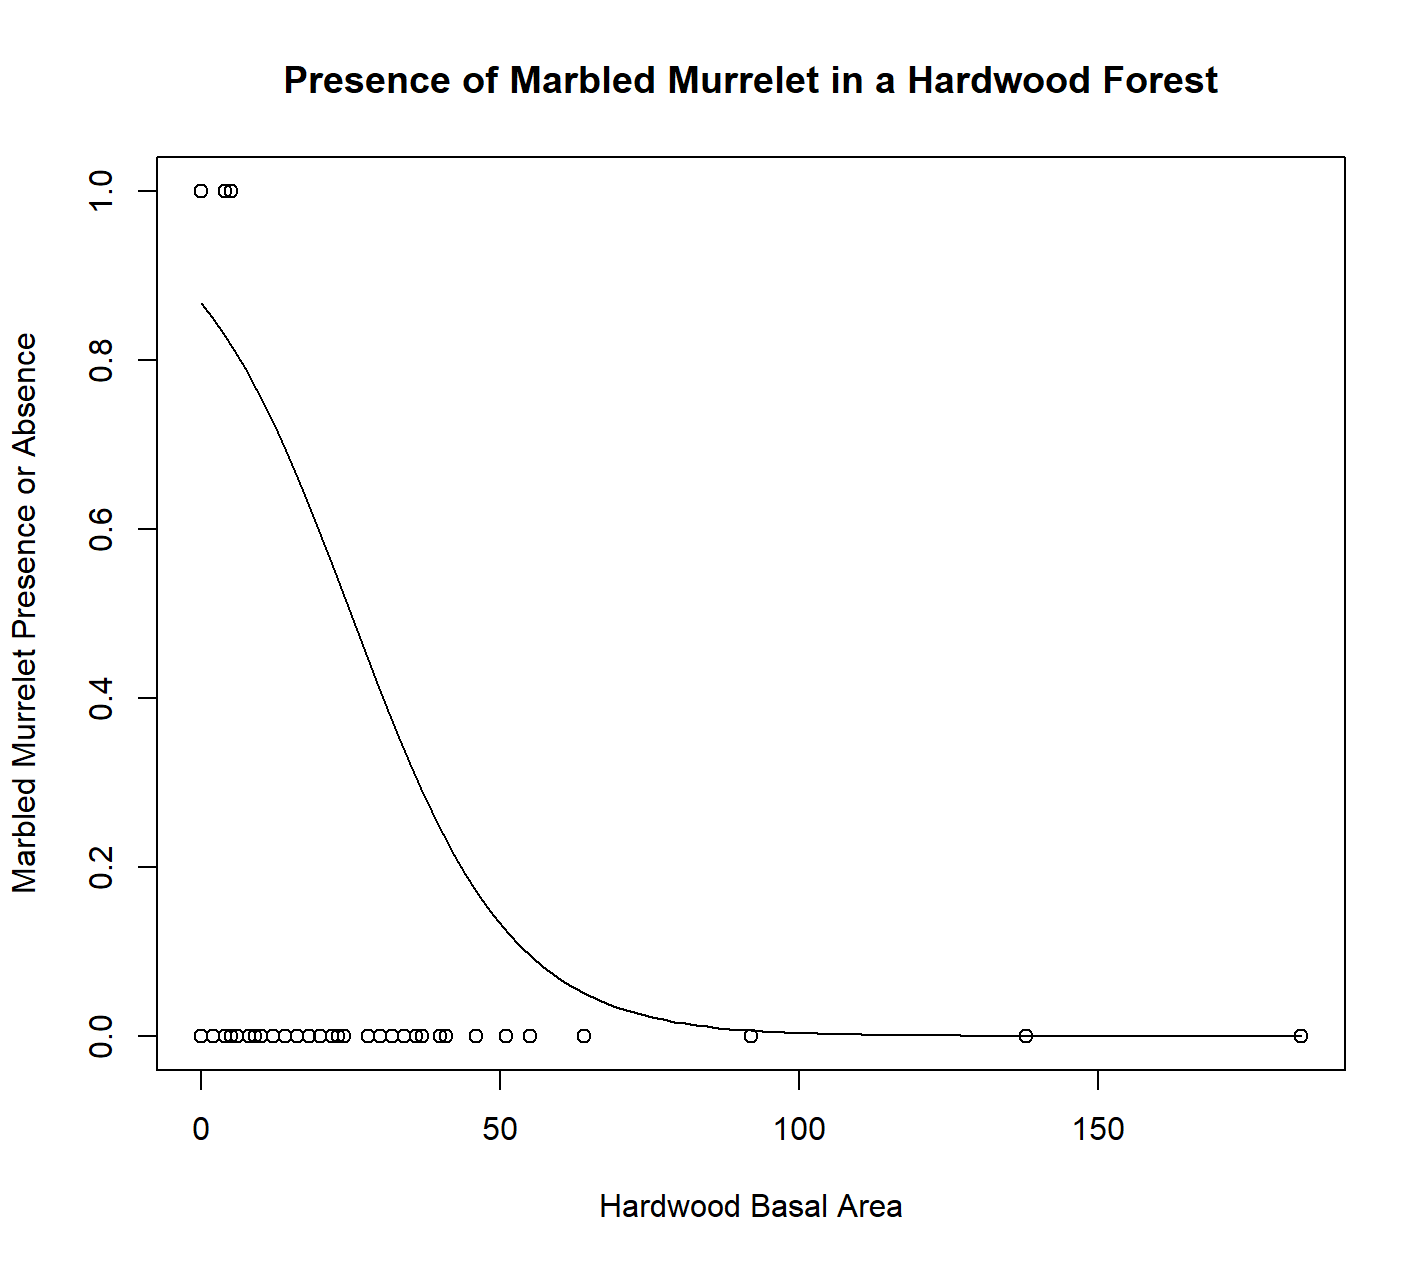 Presence of Marbled Murrelet in a Hardwood Forest
Marbled Murrelet Presence or Absence
1.0
0.8
0.6
0.4
0.2
0.0
0 50 100 150
Hardwood Basal Area